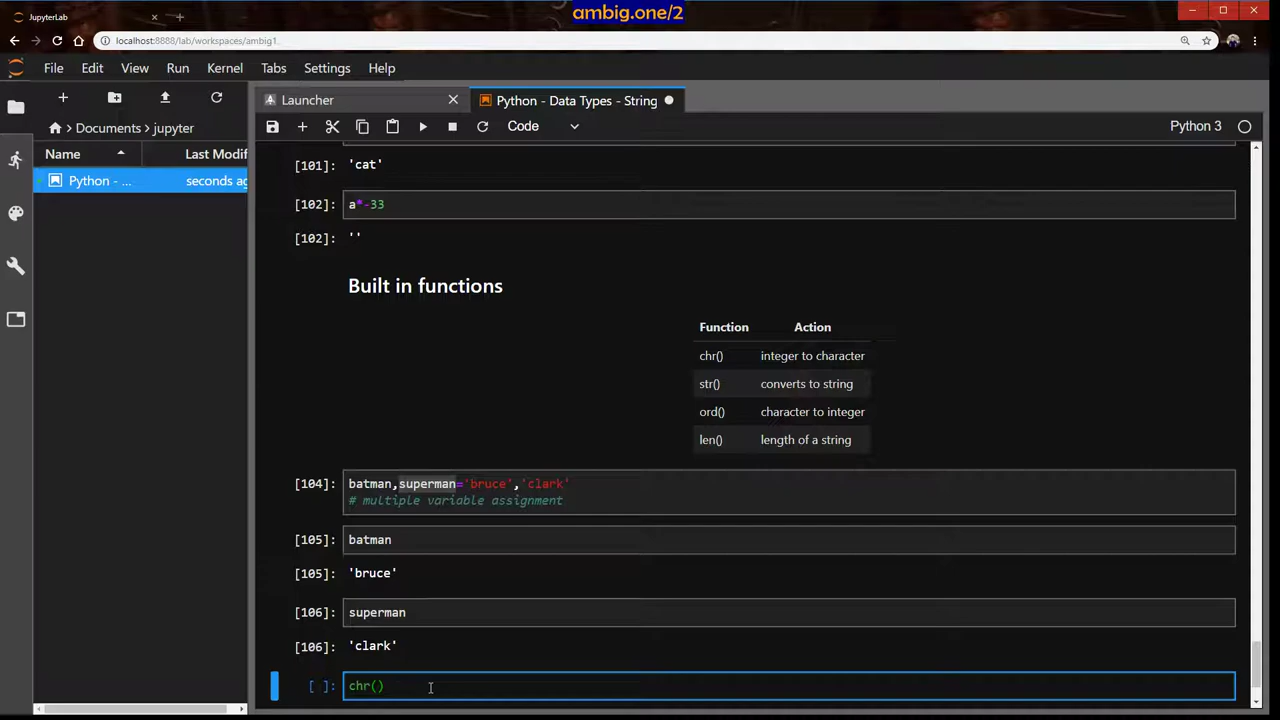 ambig.one/2
JupyterLab
localhost:8888/lab/workspaces/ambig1
File Edit View Run Kernel Tabs Settings Help
Launcher
Python - Data Types - String
Documents jupyter
Code
Python 3
Name Last Modif
Python - ... seconds ag
[101]: 'cat'
[102]: a*-33
[102]: ''
Built in functions
Function Action
chr() integer to character
str() converts to string
ord() character to integer
len() length of a string
[104]: batman,superman='bruce','clark'
# multiple variable assignment
[105]: batman
[105]: 'bruce'
[106]: superman
[106]: 'clark'
[ ]: chr()